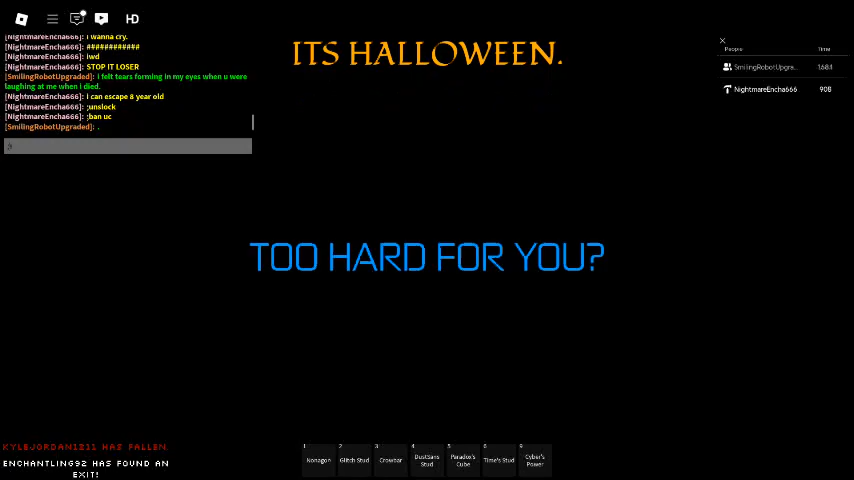 HD
[NightmareEncha666]: i wanna cry.
[NightmareEncha666]: ############
[NightmareEncha666]: iwd
[NightmareEncha666]: STOP IT LOSER
[SmilingRobotUpgraded]: i felt tears forming in my eyes when u were
laughing at me when i died.
[NightmareEncha666]: i can escape 8 year old
[NightmareEncha666]: ;unslock
[NightmareEncha666]: ;ban uc
[SmilingRobotUpgraded]: .
ITS HALLOWEEN.
People Time
SmilingRobotUpgra... 1684
NightmareEncha666 908
TOO HARD FOR YOU?
KYLEJORDAN1211 HAS FALLEN
ENCHANTLING92 HAS FOUND AN
EXIT!
1 2 3 4 5 6 9
Nonagon Glitch Stud Crowbar DustSans Stud Paradox's Cube Time's Stud Cyber's Power